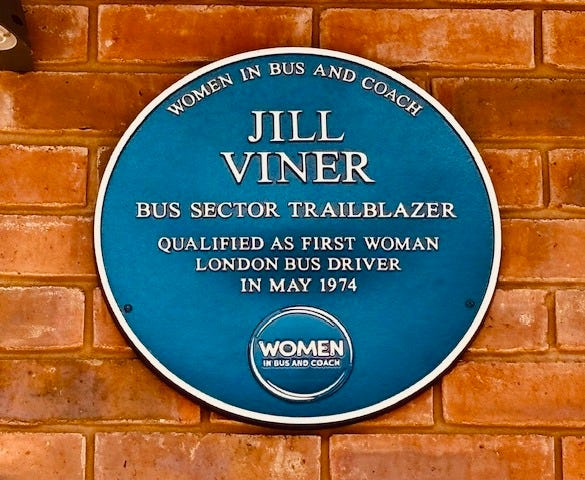 WOMEN IN BUS AND COACH
JILL
VINER
BUS SECTOR TRAILBLAZER
QUALIFIED AS FIRST WOMAN
LONDON BUS DRIVER
IN MAY 1974
WOMEN
IN BUS AND COACH